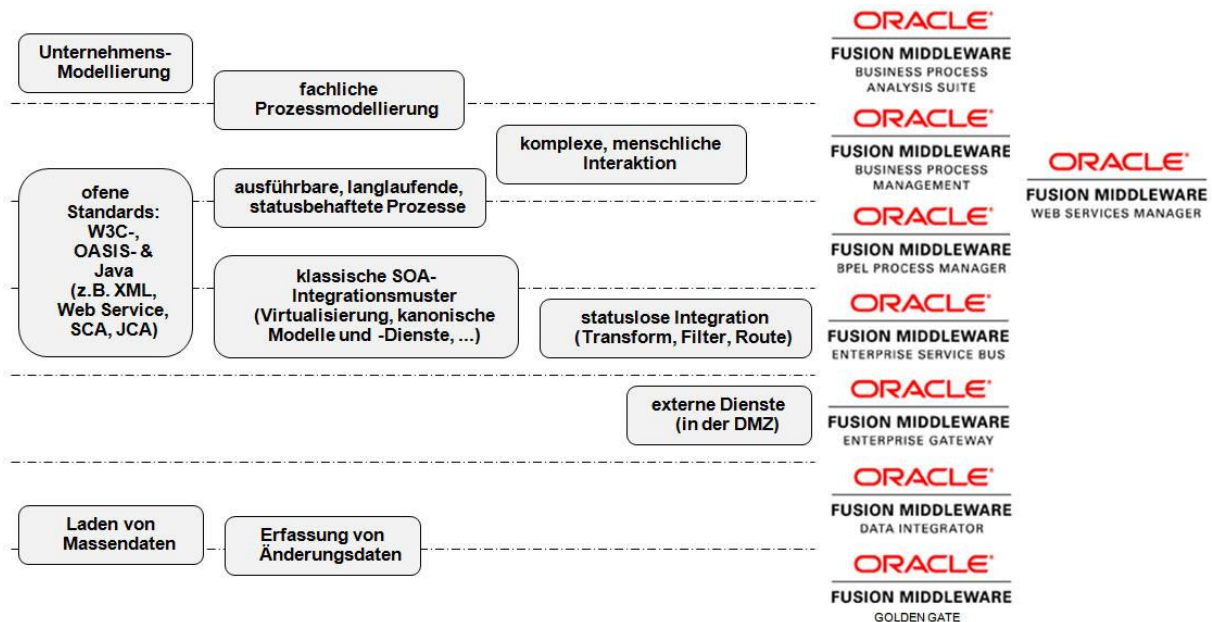 Unternehmens-
Modellierung
fachliche
Prozessmodellierung
komplexe, menschliche
Interaktion
ofene
Standards:
W3C-,
OASIS- &
Java
(z.B. XML,
Web Service,
SCA, JCA)
ausführbare, langlaufende,
statusbehaftete Prozesse
klassische SOA-
Integrationsmuster
(Virtualisierung, kanonische
Modelle und -Dienste, ...)
statuslose Integration
(Transform, Filter, Route)
externe Dienste
(in der DMZ)
Laden von
Massendaten
Erfassung von
Änderungsdaten
ORACLE®
FUSION MIDDLEWARE
BUSINESS PROCESS
ANALYSIS SUITE
ORACLE®
FUSION MIDDLEWARE
BUSINESS PROCESS
MANAGEMENT
ORACLE®
FUSION MIDDLEWARE
BPEL PROCESS MANAGER
ORACLE®
FUSION MIDDLEWARE
ENTERPRISE SERVICE BUS
ORACLE®
FUSION MIDDLEWARE
ENTERPRISE GATEWAY
ORACLE®
FUSION MIDDLEWARE
DATA INTEGRATOR
ORACLE®
FUSION MIDDLEWARE
GOLDEN GATE
ORACLE®
FUSION MIDDLEWARE
WEB SERVICES MANAGER